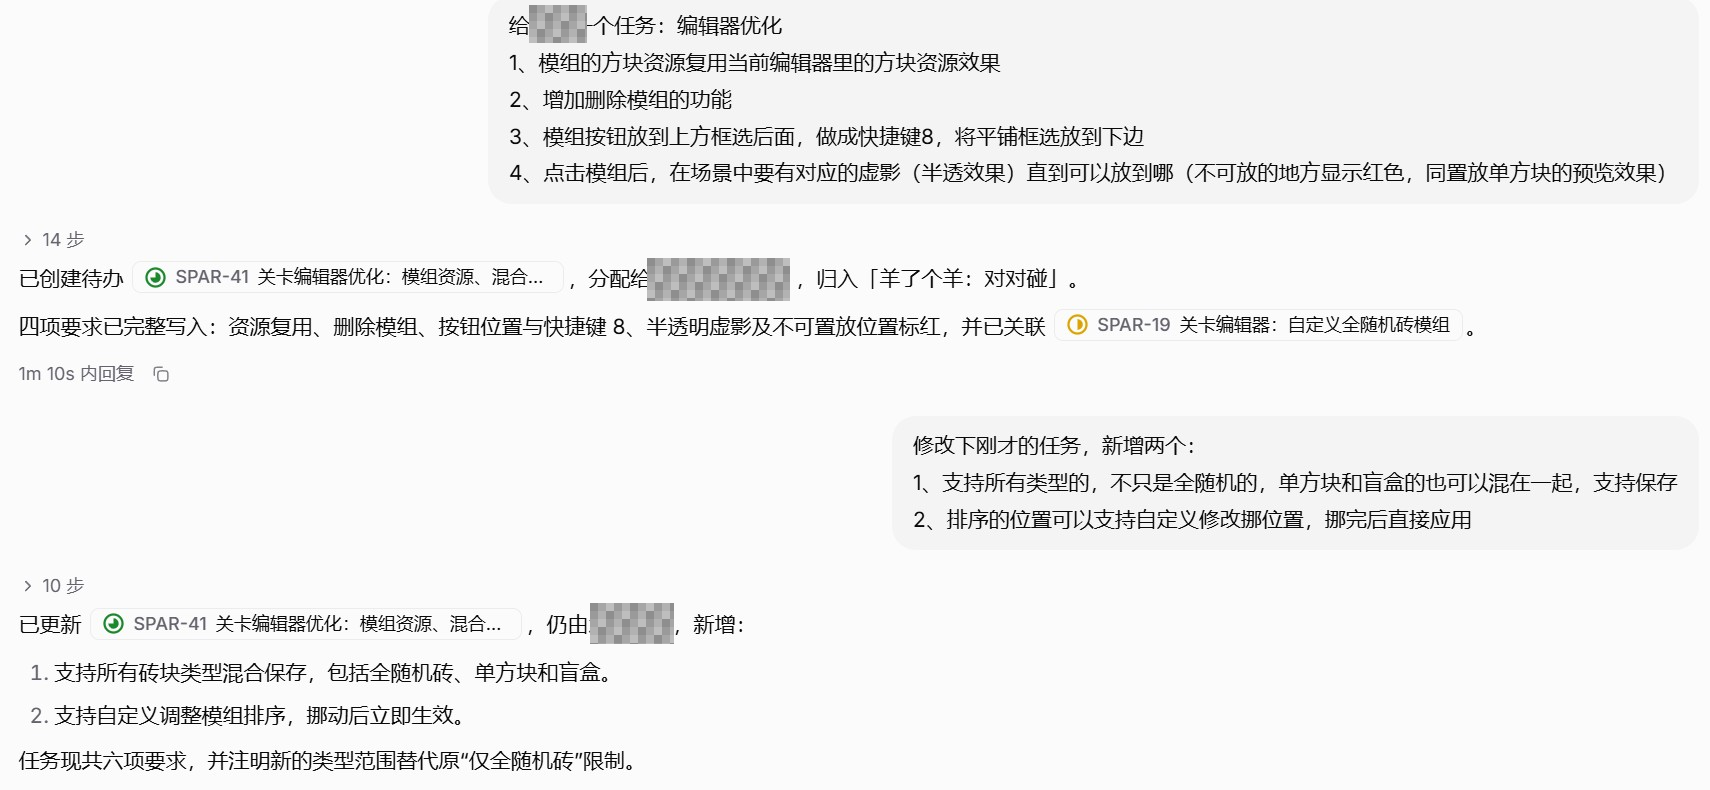 给 一个任务：编辑器优化
1、模组的方块资源复用当前编辑器里的方块资源效果
2、增加删除模组的功能
3、模组按钮放到上方框选后面，做成快捷键8，将平铺框选放到下边
4、点击模组后，在场景中要有对应的虚影（半透效果）直到可以放到哪（不可放的地方显示红色，同置放单方块的预览效果）
14 步
已创建待办 SPAR-41 关卡编辑器优化：模组资源、混合... ，分配给 ，归入「羊了个羊：对对碰」。
四项要求已完整写入：资源复用、删除模组、按钮位置与快捷键 8、半透明虚影及不可置放位置标红，并已关联 SPAR-19 关卡编辑器：自定义全随机砖模组 。
1m 10s 内回复
修改下刚才的任务，新增两个：
1、支持所有类型的，不只是全随机的，单方块和盲盒的也可以混在一起，支持保存
2、排序的位置可以支持自定义修改挪位置，挪完后直接应用
10 步
已更新 SPAR-41 关卡编辑器优化：模组资源、混合... ，仍由 ，新增：
1. 支持所有砖块类型混合保存，包括全随机砖、单方块和盲盒。
2. 支持自定义调整模组排序，挪动后立即生效。
任务现共六项要求，并注明新的类型范围替代原“仅全随机砖”限制。